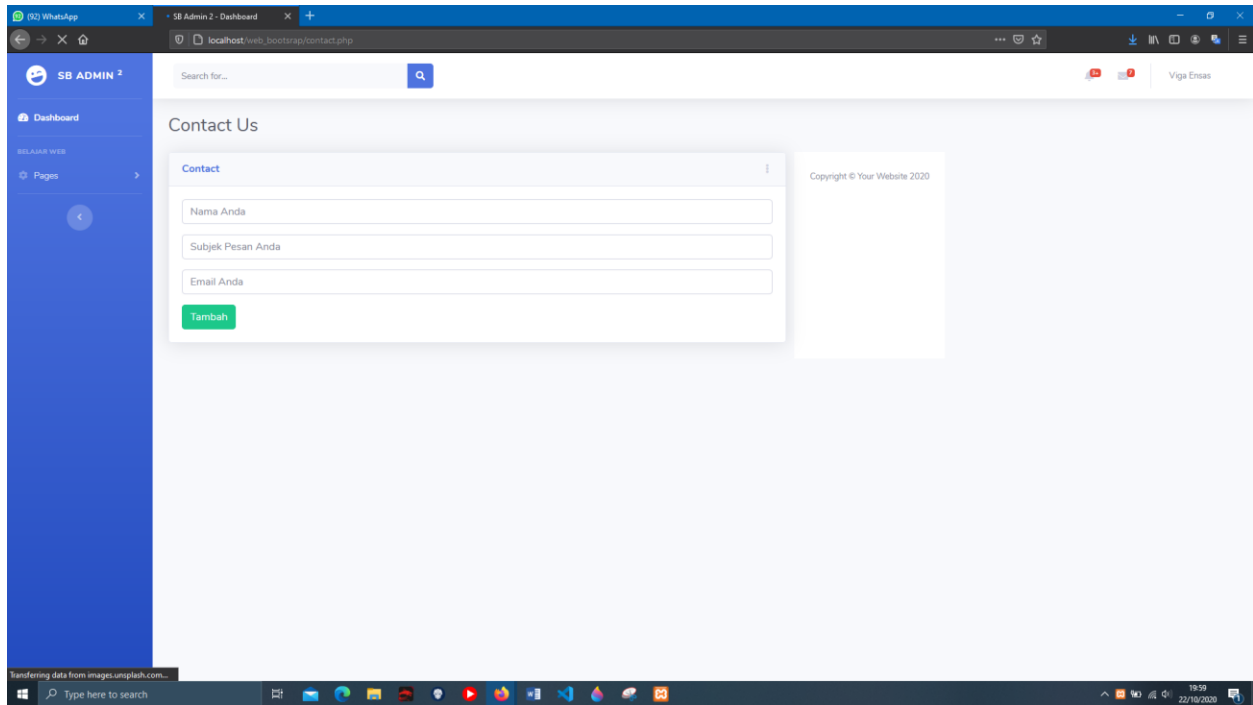 (92) WhatsApp
SB Admin 2 - Dashboard
localhost/web_bootsrap/contact.php
SB ADMIN 2
Search for...
3+
7
Viga Ensas
Dashboard
Contact Us
BELAJAR WEB
Pages
Contact
Copyright © Your Website 2020
Nama Anda
Subjek Pesan Anda
Email Anda
Tambah
Transferring data from images.unsplash.com...
Type here to search
19:59
22/10/2020